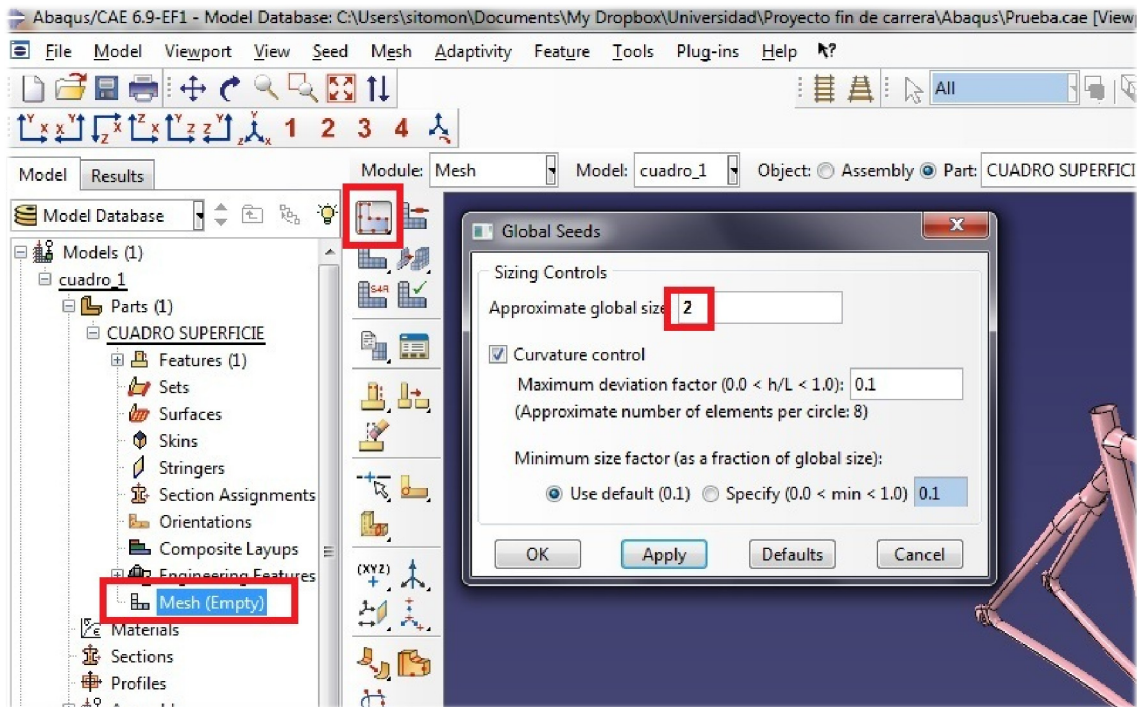 Abaqus/CAE 6.9-EF1 - Model Database: C:\Users\sitomon\Documents\My Dropbox\Universidad\Proyecto fin de carrera\Abaqus\Prueba.cae [View
File Model Viewport View Seed Mesh Adaptivity Feature Tools Plug-ins Help
All
1 2 3 4
Model Results
Module: Mesh Model: cuadro_1 Object: Assembly Part: CUADRO SUPERFICI
Model Database
Models (1)
cuadro_1
Parts (1)
CUADRO SUPERFICIE
Features (1)
Sets
Surfaces
Skins
Stringers
Section Assignments
Orientations
Composite Layups
Engineering Features
Mesh (Empty)
Materials
Sections
Profiles
S4R
(XYZ)
Global Seeds
Sizing Controls
Approximate global size 2
Curvature control
Maximum deviation factor (0.0 < h/L < 1.0): 0.1
(Approximate number of elements per circle: 8)
Minimum size factor (as a fraction of global size):
Use default (0.1) Specify (0.0 < min < 1.0) 0.1
OK Apply Defaults Cancel